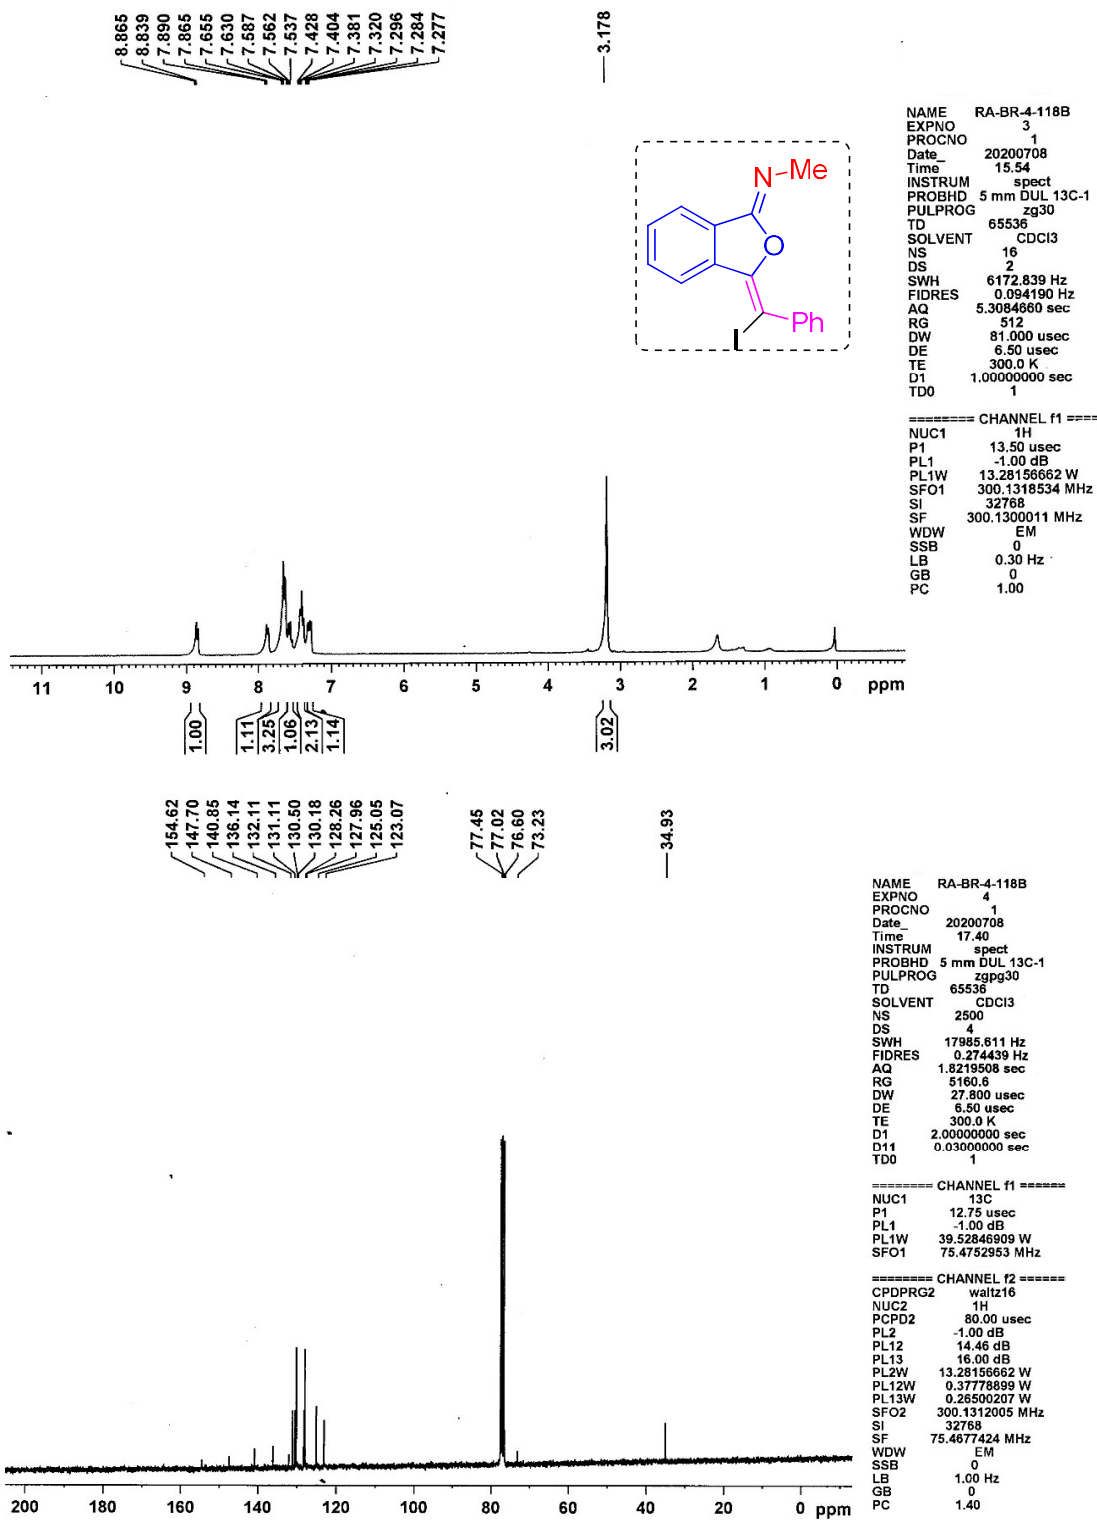 8.865
8.839
7.890
7.865
7.655
7.630
7.587
7.562
7.537
7.428
7.404
7.381
7.320
7.296
7.284
7.277
3.178
N-Me
O
Ph
I
NAME RA-BR-4-118B
EXPNO 3
PROCNO 1
Date_ 20200708
Time 15.54
INSTRUM spect
PROBHD 5 mm DUL 13C-1
PULPROG zg30
TD 65536
SOLVENT CDCl3
NS 16
DS 2
SWH 6172.839 Hz
FIDRES 0.094190 Hz
AQ 5.3084660 sec
RG 512
DW 81.000 usec
DE 6.50 usec
TE 300.0 K
D1 1.00000000 sec
TD0 1
======== CHANNEL f1 ====
NUC1 1H
P1 13.50 usec
PL1 -1.00 dB
PL1W 13.28156662 W
SFO1 300.1318534 MHz
SI 32768
SF 300.1300011 MHz
WDW EM
SSB 0
LB 0.30 Hz
GB 0
PC 1.00
11 10 9 8 7 6 5 4 3 2 1 0 ppm
1.00
1.11
3.25
1.06
2.13
1.14
3.02
154.62
147.70
140.85
136.14
132.11
131.11
130.50
130.18
128.26
127.96
125.05
123.07
77.45
77.02
76.60
73.23
34.93
NAME RA-BR-4-118B
EXPNO 4
PROCNO 1
Date_ 20200708
Time 17.40
INSTRUM spect
PROBHD 5 mm DUL 13C-1
PULPROG zgpg30
TD 65536
SOLVENT CDCl3
NS 2500
DS 4
SWH 17985.611 Hz
FIDRES 0.274439 Hz
AQ 1.8219508 sec
RG 5160.6
DW 27.800 usec
DE 6.50 usec
TE 300.0 K
D1 2.00000000 sec
D11 0.03000000 sec
TD0 1
======== CHANNEL f1 ======
NUC1 13C
P1 12.75 usec
PL1 -1.00 dB
PL1W 39.52846909 W
SFO1 75.4752953 MHz
======== CHANNEL f2 ======
CPDPRG2 waltz16
NUC2 1H
PCPD2 80.00 usec
PL2 -1.00 dB
PL12 14.46 dB
PL13 16.00 dB
PL2W 13.28156662 W
PL12W 0.37778899 W
PL13W 0.26500207 W
SFO2 300.1312005 MHz
SI 32768
SF 75.4677424 MHz
WDW EM
SSB 0
LB 1.00 Hz
GB 0
PC 1.40
200 180 160 140 120 100 80 60 40 20 0 ppm